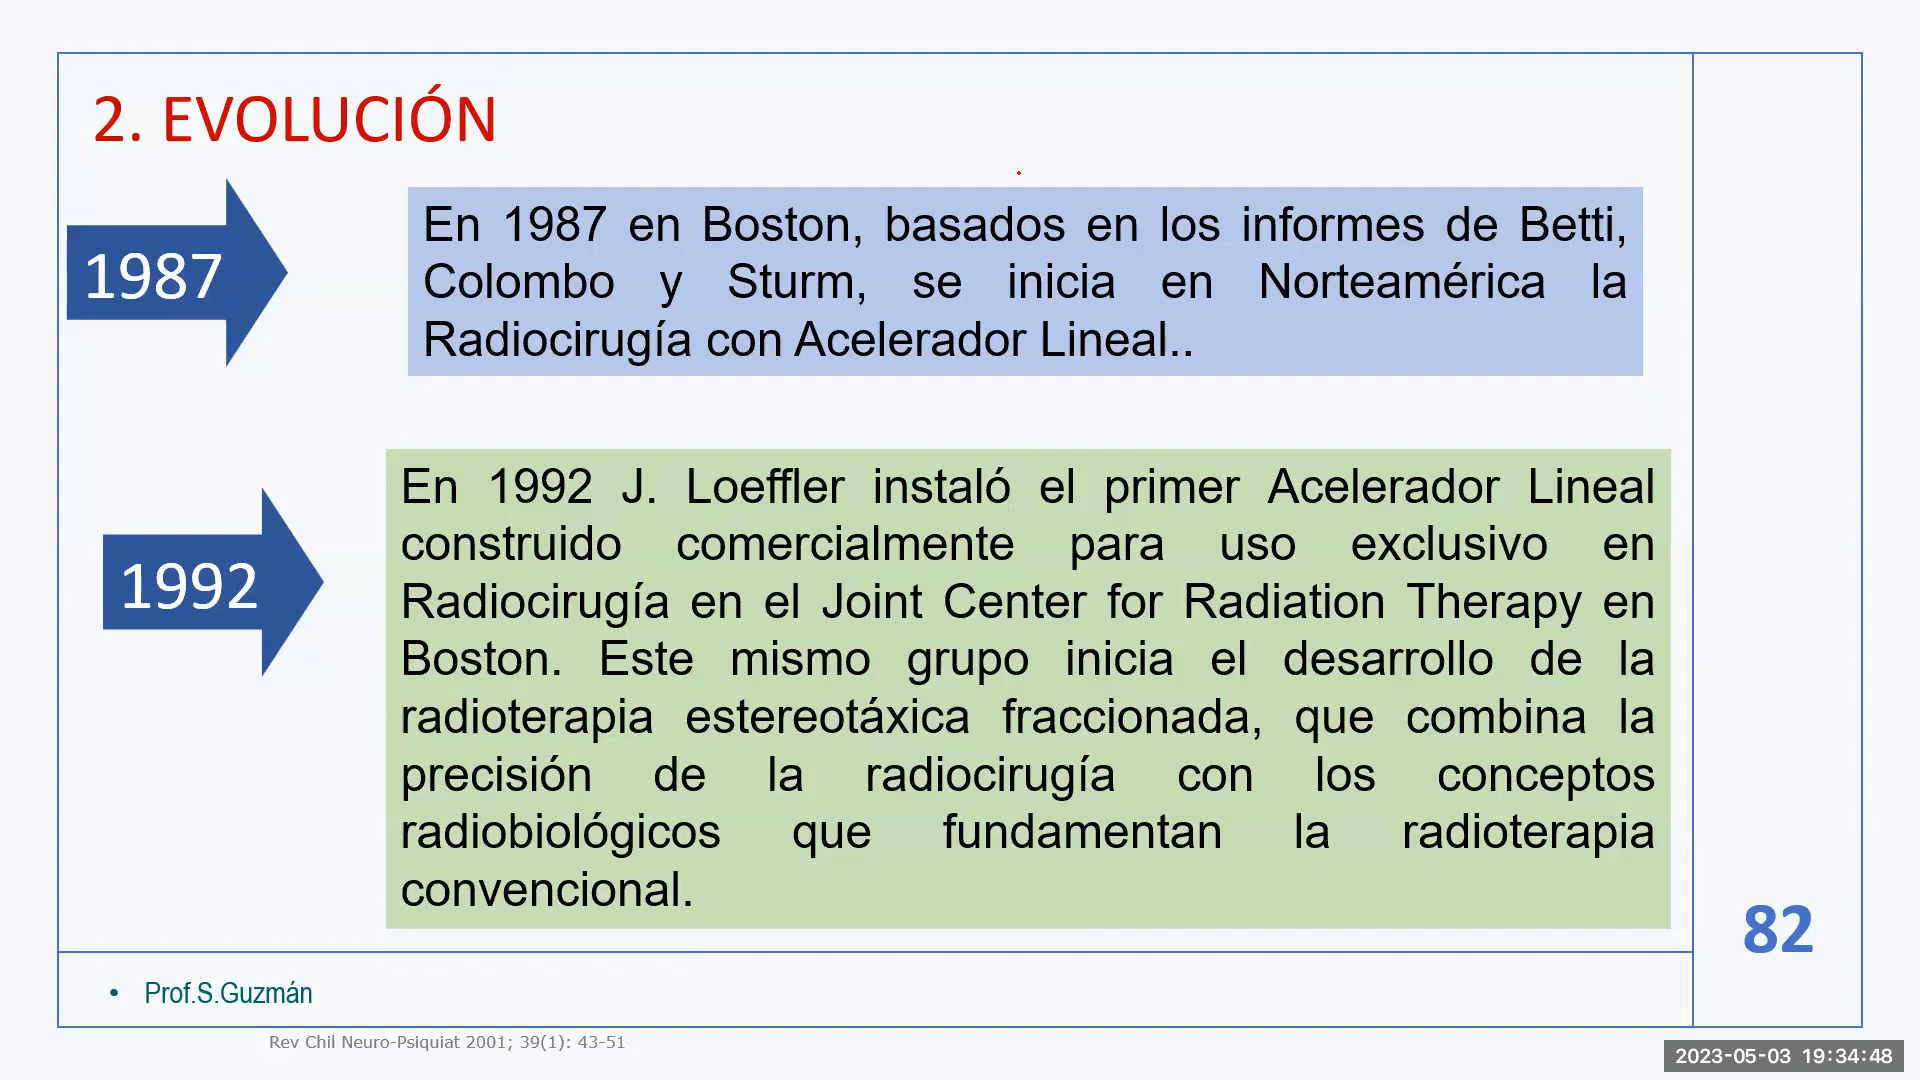 2. EVOLUCIÓN
1987
En 1987 en Boston, basados en los informes de Betti,
Colombo y Sturm, se inicia en Norteamérica la
Radiocirugía con Acelerador Lineal..
1992
En 1992 J. Loeffler instaló el primer Acelerador Lineal
construido comercialmente para uso exclusivo en
Radiocirugía en el Joint Center for Radiation Therapy en
Boston. Este mismo grupo inicia el desarrollo de la
radioterapia estereotáxica fraccionada, que combina la
precisión de la radiocirugía con los conceptos
radiobiológicos que fundamentan la radioterapia
convencional.
82
• Prof.S.Guzmán
Rev Chil Neuro-Psiquiat 2001; 39(1): 43-51
2023-05-03 19:34:48